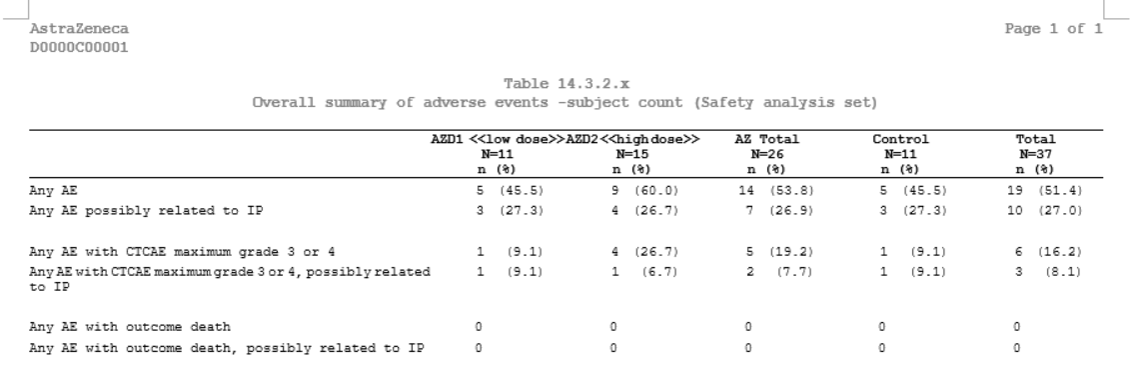 AstraZeneca Page 1 of 1
D0000C00001
Table 14.3.2.x
Overall summary of adverse events -subject count (Safety analysis set)
AZD1 <<low dose>> AZD2<<high dose>> AZ Total Control Total
N=11 N=15 N=26 N=11 N=37
n (%) n (%) n (%) n (%) n (%)
Any AE 5 (45.5) 9 (60.0) 14 (53.8) 5 (45.5) 19 (51.4)
Any AE possibly related to IP 3 (27.3) 4 (26.7) 7 (26.9) 3 (27.3) 10 (27.0)
Any AE with CTCAE maximum grade 3 or 4 1 (9.1) 4 (26.7) 5 (19.2) 1 (9.1) 6 (16.2)
Any AE with CTCAE maximum grade 3 or 4, possibly related 1 (9.1) 1 (6.7) 2 (7.7) 1 (9.1) 3 (8.1)
to IP
Any AE with outcome death 0 0 0 0 0
Any AE with outcome death, possibly related to IP 0 0 0 0 0